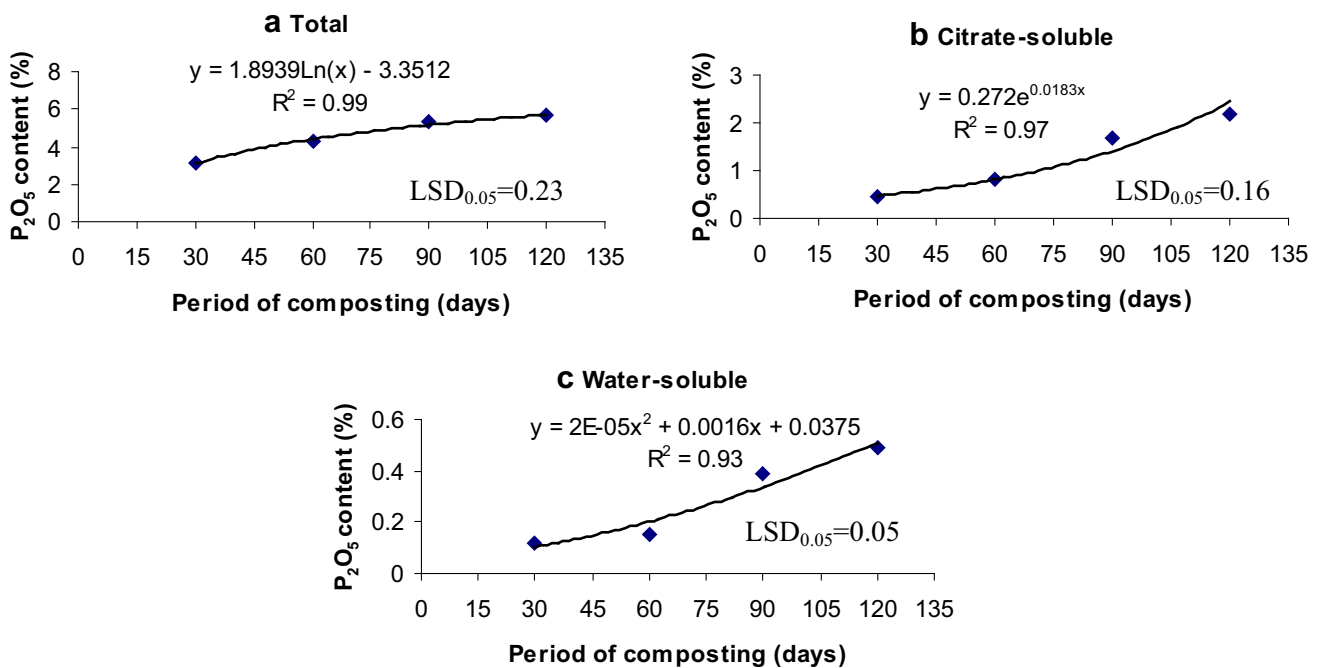 a Total
y = 1.8939Ln(x) - 3.3512
R² = 0.99
LSD₀.₀₅=0.23
P₂O₅ content (%)
8
6
4
2
0
0 15 30 45 60 75 90 105 120 135
Period of composting (days)
b Citrate-soluble
y = 0.272e^0.0183x
R² = 0.97
LSD₀.₀₅=0.16
P₂O₅ content (%)
3
2
1
0
0 15 30 45 60 75 90 105 120 135
Period of composting (days)
c Water-soluble
y = 2E-05x² + 0.0016x + 0.0375
R² = 0.93
LSD₀.₀₅=0.05
P₂O₅ content (%)
0.6
0.4
0.2
0
0 15 30 45 60 75 90 105 120 135
Period of composting (days)